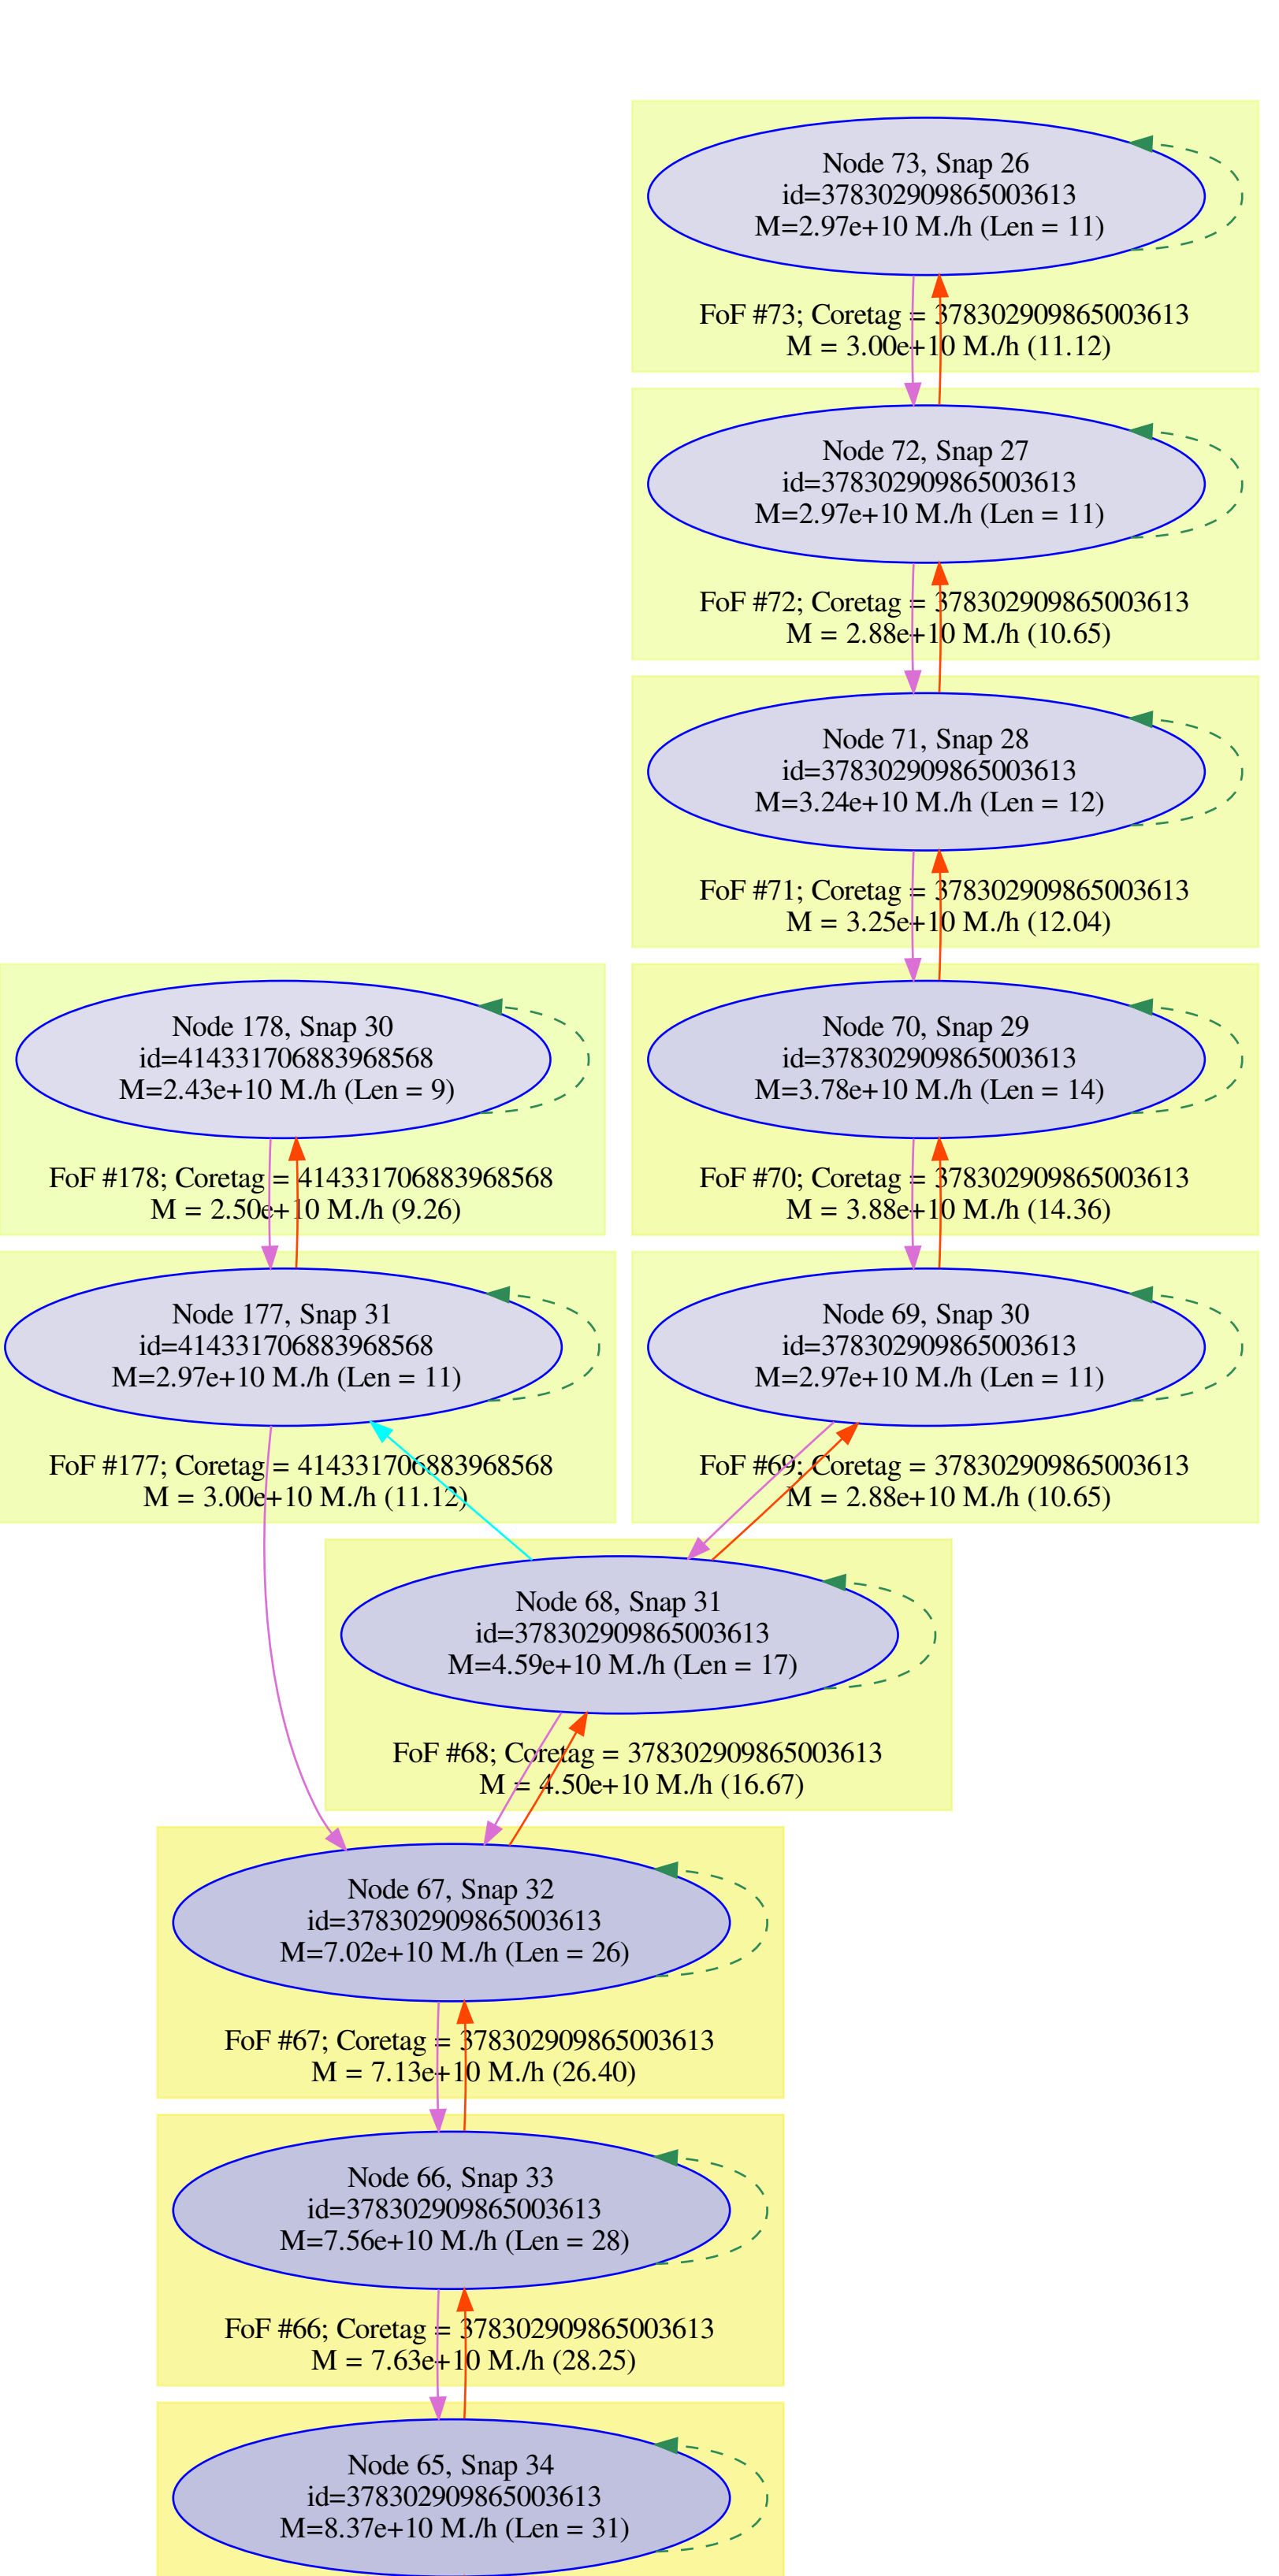 Node 73, Snap 26
id=378302909865003613
M=2.97e+10 M./h (Len = 11)
FoF #73; Coretag = 378302909865003613
M = 3.00e+10 M./h (11.12)
Node 72, Snap 27
id=378302909865003613
M=2.97e+10 M./h (Len = 11)
FoF #72; Coretag = 378302909865003613
M = 2.88e+10 M./h (10.65)
Node 71, Snap 28
id=378302909865003613
M=3.24e+10 M./h (Len = 12)
FoF #71; Coretag = 378302909865003613
M = 3.25e+10 M./h (12.04)
Node 178, Snap 30
id=414331706883968568
M=2.43e+10 M./h (Len = 9)
FoF #178; Coretag = 414331706883968568
M = 2.50e+10 M./h (9.26)
Node 70, Snap 29
id=378302909865003613
M=3.78e+10 M./h (Len = 14)
FoF #70; Coretag = 378302909865003613
M = 3.88e+10 M./h (14.36)
Node 177, Snap 31
id=414331706883968568
M=2.97e+10 M./h (Len = 11)
FoF #177; Coretag = 414331706883968568
M = 3.00e+10 M./h (11.12)
Node 69, Snap 30
id=378302909865003613
M=2.97e+10 M./h (Len = 11)
FoF #69; Coretag = 378302909865003613
M = 2.88e+10 M./h (10.65)
Node 68, Snap 31
id=378302909865003613
M=4.59e+10 M./h (Len = 17)
FoF #68; Coretag = 378302909865003613
M = 4.50e+10 M./h (16.67)
Node 67, Snap 32
id=378302909865003613
M=7.02e+10 M./h (Len = 26)
FoF #67; Coretag = 378302909865003613
M = 7.13e+10 M./h (26.40)
Node 66, Snap 33
id=378302909865003613
M=7.56e+10 M./h (Len = 28)
FoF #66; Coretag = 378302909865003613
M = 7.63e+10 M./h (28.25)
Node 65, Snap 34
id=378302909865003613
M=8.37e+10 M./h (Len = 31)